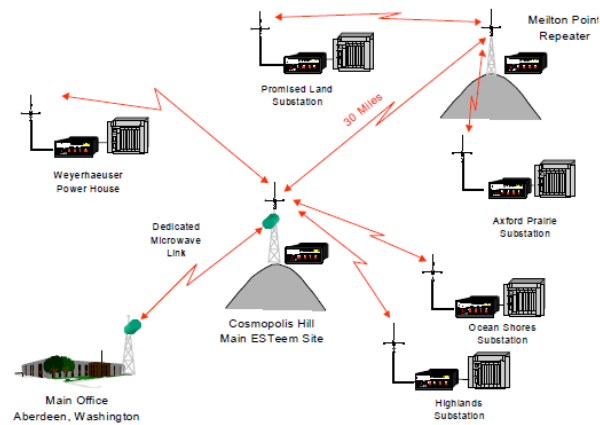 Meilton Point
Repeater
Promised Land
Substation
30 Miles
Weyerhaeuser
Power House
Axford Prairie
Substation
Dedicated
Microwave
Link
Cosmopolis Hill
Main ESTeem Site
Ocean Shores
Substation
Main Office
Aberdeen, Washington
Highlands
Substation